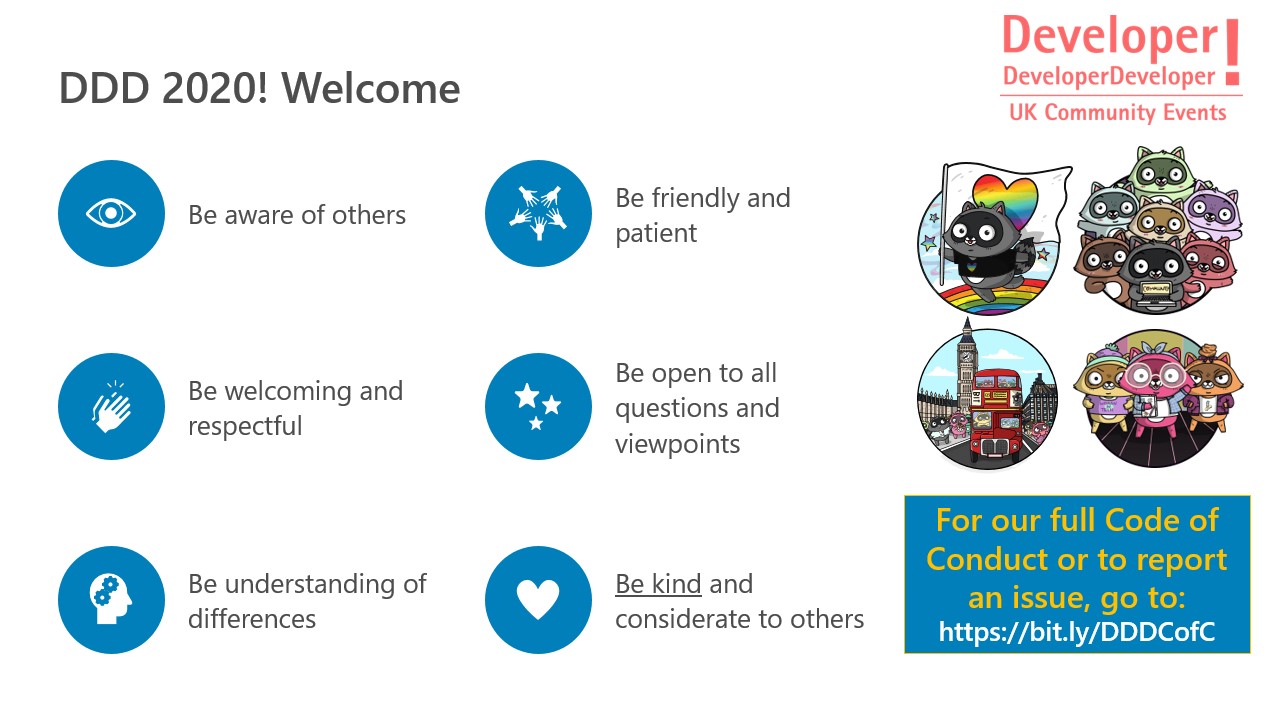 DDD 2020! Welcome
Developer!
DeveloperDeveloper
UK Community Events
Be aware of others
Be friendly and
patient
Be welcoming and
respectful
Be open to all
questions and
viewpoints
Be understanding of
differences
Be kind and
considerate to others
COMMUNITY
For our full Code of
Conduct or to report
an issue, go to:
https://bit.ly/DDDCofC